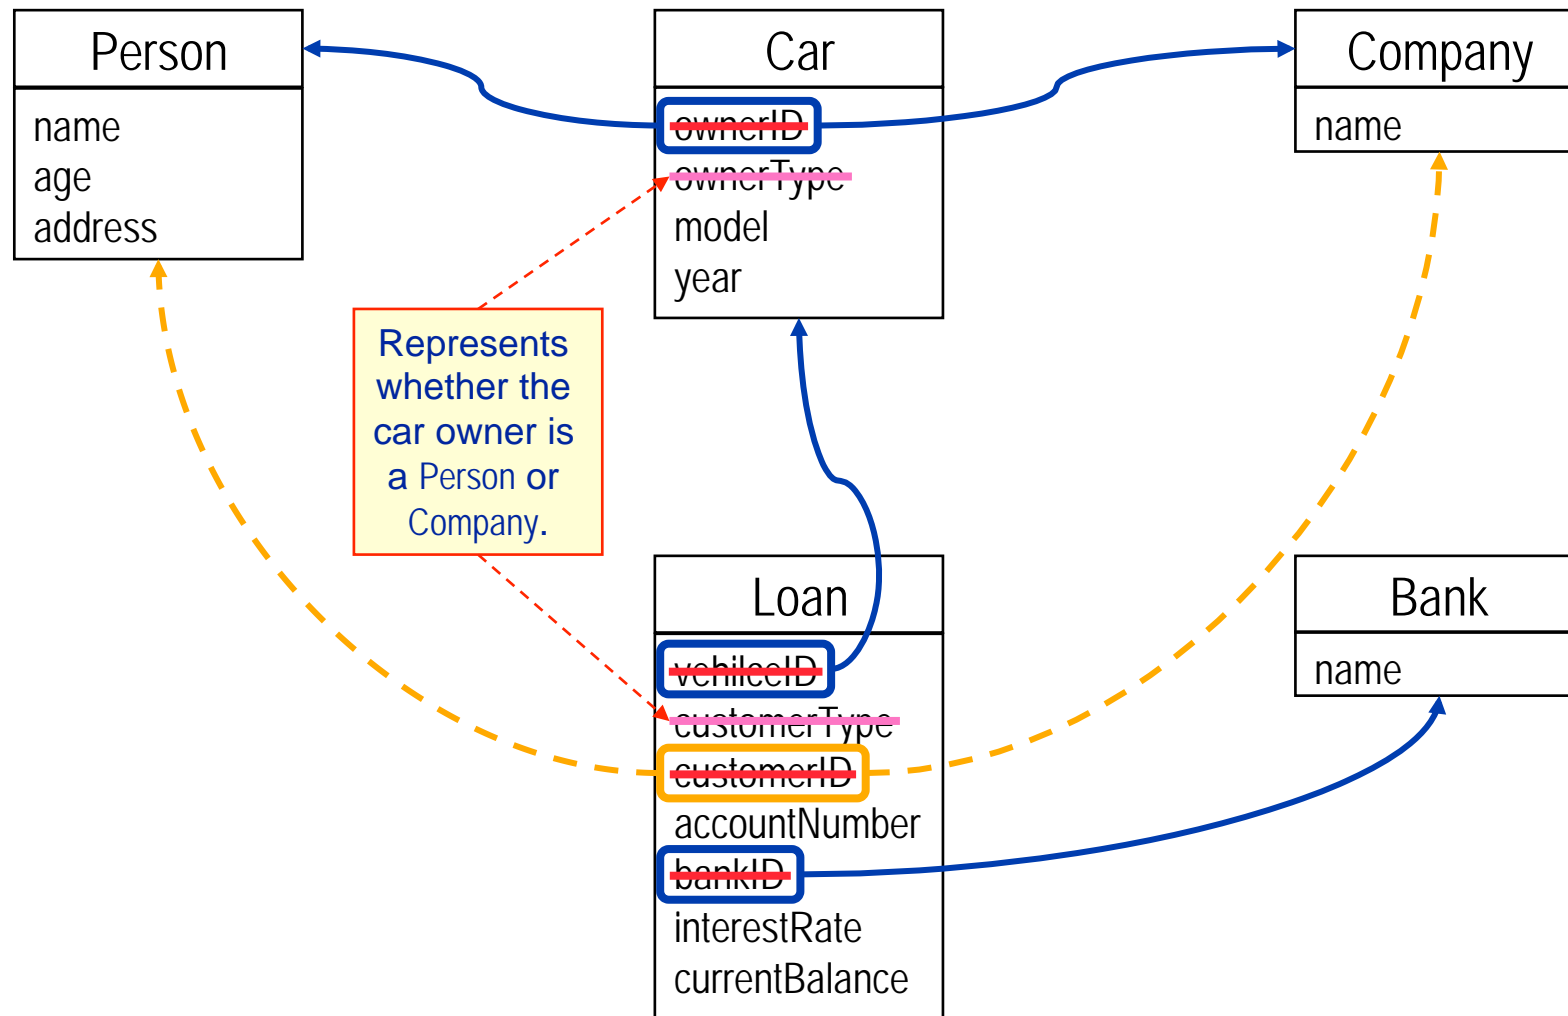 Person
name
age
address
Car
ownerID
ownerType
model
year
Company
name
Represents
whether the
car owner is
a Person or
Company.
Loan
vehilceID
customerType
customerID
accountNumber
bankID
interestRate
currentBalance
Bank
name